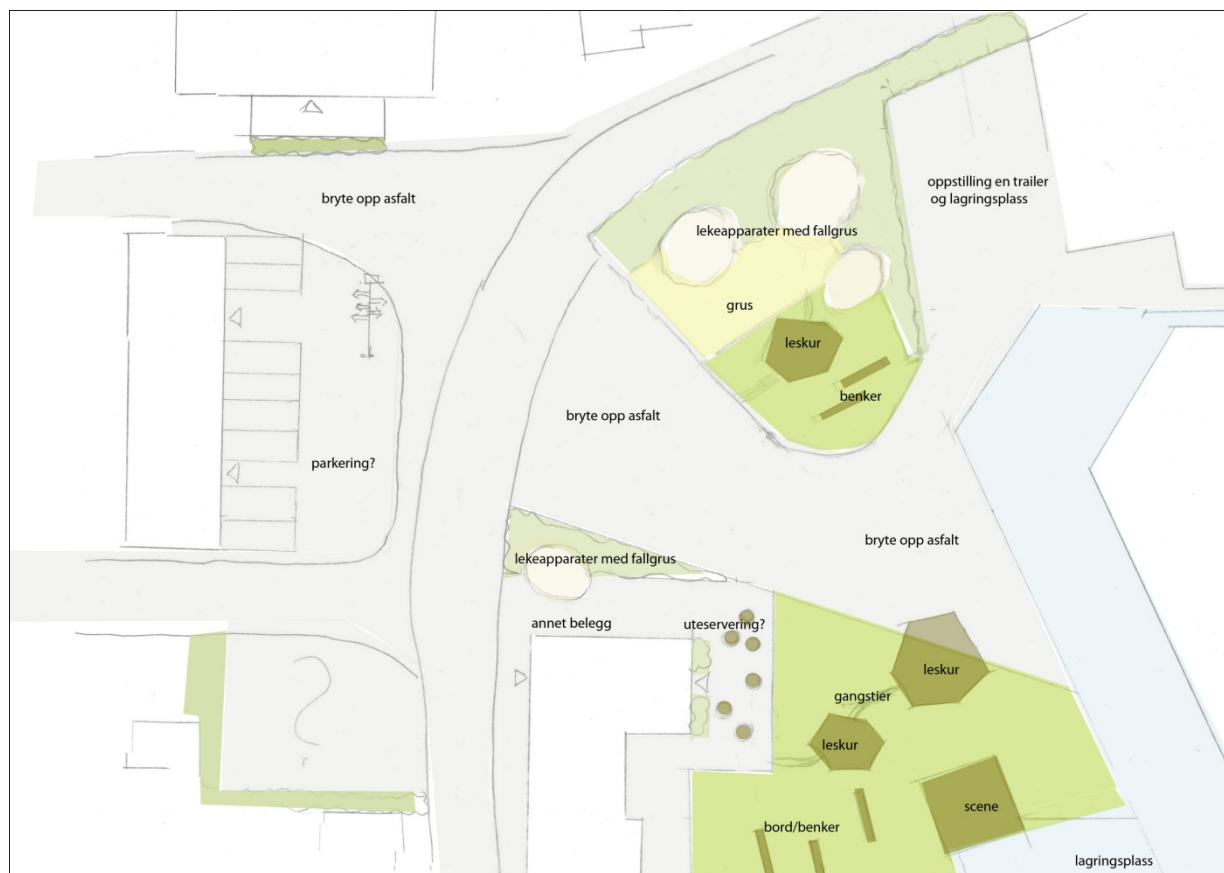 bryte opp asfalt
oppstilling en trailer
og lagringsplass
lekeapparater med fallgrus
grus
leskur
benker
bryte opp asfalt
parkering?
bryte opp asfalt
lekeapparater med fallgrus
annet belegg
uteservering?
leskur
gangstier
leskur
scene
bord/benker
lagringsplass